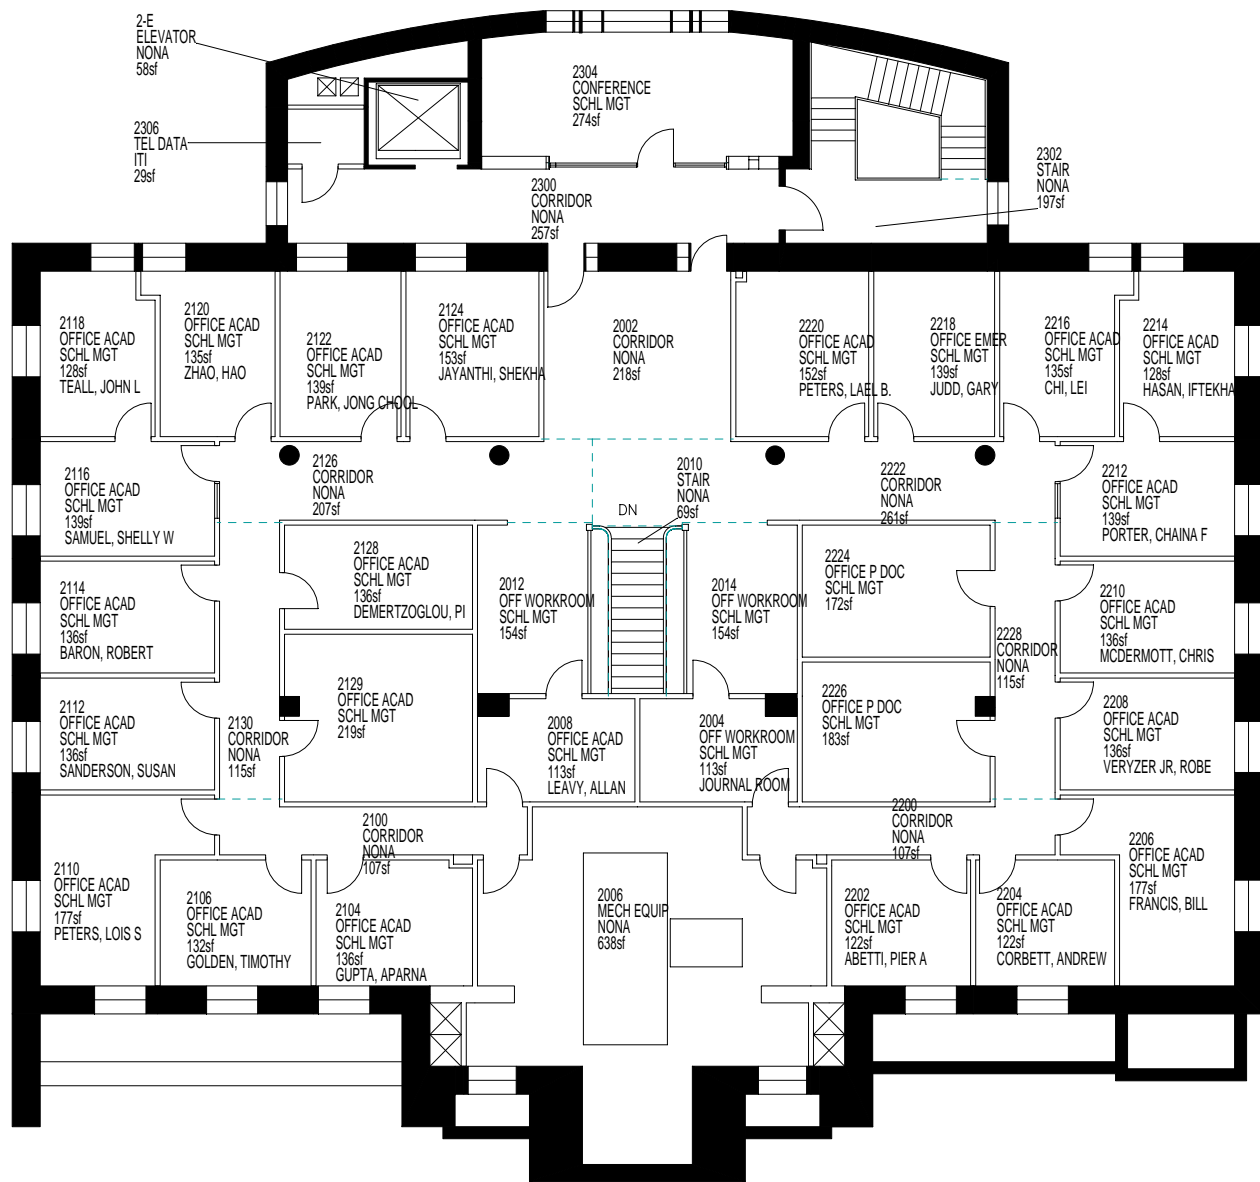 2-E
ELEVATOR
NONA
58sf
2304
CONFERENCE
SCHL MGT
274sf
2306
TEL DATA
ITI
29sf
2302
STAIR
NONA
197sf
2300
CORRIDOR
NONA
257sf
2118
OFFICE ACAD
SCHL MGT
128sf
TEALL, JOHN L
2120
OFFICE ACAD
SCHL MGT
135sf
ZHAO, HAO
2122
OFFICE ACAD
SCHL MGT
139sf
PARK, JONG CHOOL
2124
OFFICE ACAD
SCHL MGT
153sf
JAYANTHI, SHEKHA
2002
CORRIDOR
NONA
218sf
2220
OFFICE ACAD
SCHL MGT
152sf
PETERS, LAEL B.
2218
OFFICE EMER
SCHL MGT
139sf
JUDD, GARY
2216
OFFICE ACAD
SCHL MGT
135sf
CHI, LEI
2214
OFFICE ACAD
SCHL MGT
128sf
HASAN, IFTEKHA
2116
OFFICE ACAD
SCHL MGT
139sf
SAMUEL, SHELLY W
2126
CORRIDOR
NONA
207sf
2010
STAIR
NONA
69sf
DN
2222
CORRIDOR
NONA
261sf
2212
OFFICE ACAD
SCHL MGT
139sf
PORTER, CHAINA F
2128
OFFICE ACAD
SCHL MGT
136sf
DEMERTZOGLOU, PI
2012
OFF WORKROOM
SCHL MGT
154sf
2014
OFF WORKROOM
SCHL MGT
154sf
2224
OFFICE P DOC
SCHL MGT
172sf
2114
OFFICE ACAD
SCHL MGT
136sf
BARON, ROBERT
2210
OFFICE ACAD
SCHL MGT
136sf
MCDERMOTT, CHRIS
2228
CORRIDOR
NONA
115sf
2112
OFFICE ACAD
SCHL MGT
136sf
SANDERSON, SUSAN
2130
CORRIDOR
NONA
115sf
2129
OFFICE ACAD
SCHL MGT
219sf
2008
OFFICE ACAD
SCHL MGT
113sf
LEAVY, ALLAN
2004
OFF WORKROOM
SCHL MGT
113sf
JOURNAL ROOM
2226
OFFICE P DOC
SCHL MGT
183sf
2208
OFFICE ACAD
SCHL MGT
136sf
VERYZER JR, ROBE
2100
CORRIDOR
NONA
107sf
2200
CORRIDOR
NONA
107sf
2110
OFFICE ACAD
SCHL MGT
177sf
PETERS, LOIS S
2106
OFFICE ACAD
SCHL MGT
132sf
GOLDEN, TIMOTHY
2104
OFFICE ACAD
SCHL MGT
136sf
GUPTA, APARNA
2006
MECH EQUIP
NONA
638sf
2202
OFFICE ACAD
SCHL MGT
122sf
ABETTI, PIER A
2204
OFFICE ACAD
SCHL MGT
122sf
CORBETT, ANDREW
2206
OFFICE ACAD
SCHL MGT
177sf
FRANCIS, BILL